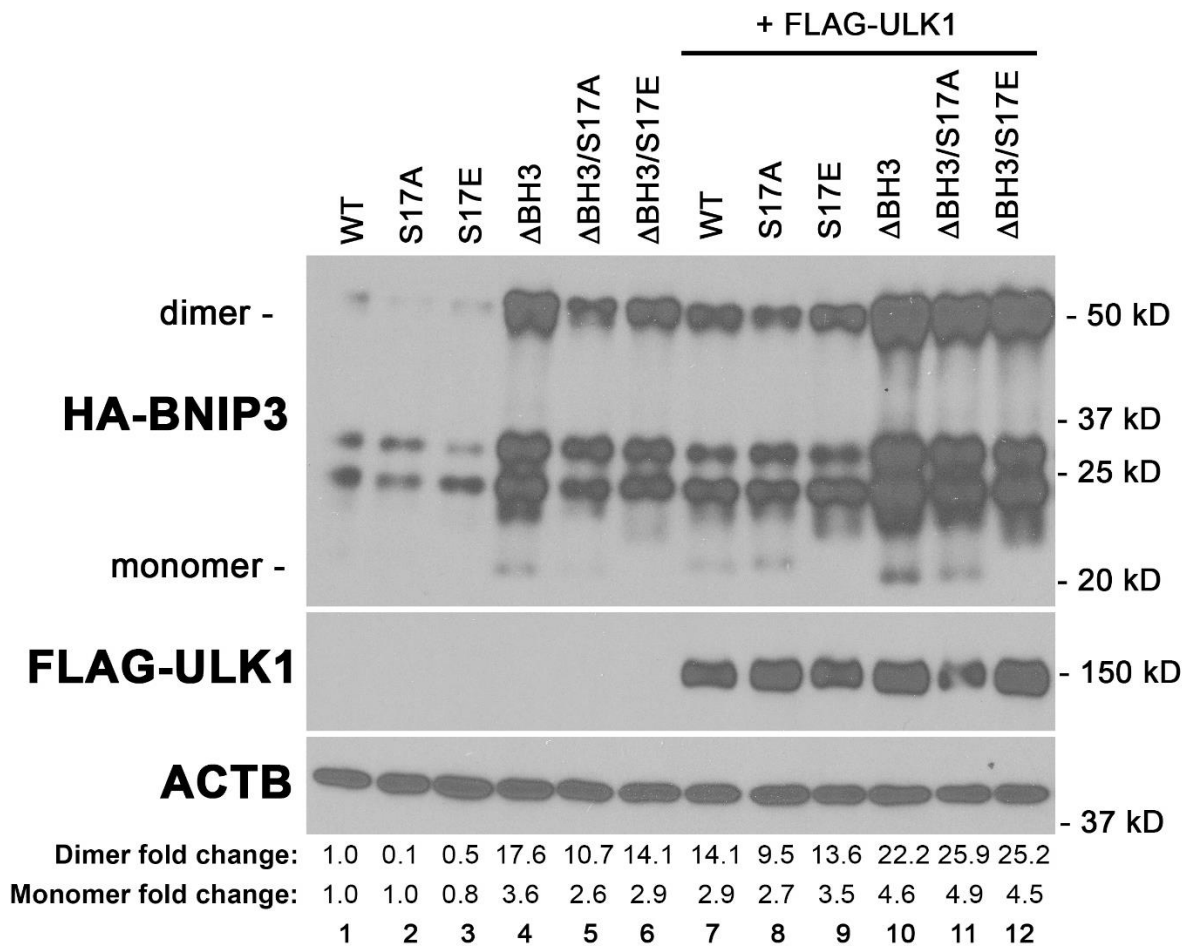 + FLAG-ULK1
WT S17A S17E ΔBH3 ΔBH3/S17A ΔBH3/S17E WT S17A S17E ΔBH3 ΔBH3/S17A ΔBH3/S17E
dimer - - 50 kD
HA-BNIP3
- 37 kD
- 25 kD
monomer - - 20 kD
FLAG-ULK1 - 150 kD
ACTB
- 37 kD
Dimer fold change: 1.0 0.1 0.5 17.6 10.7 14.1 14.1 9.5 13.6 22.2 25.9 25.2
Monomer fold change: 1.0 1.0 0.8 3.6 2.6 2.9 2.9 2.7 3.5 4.6 4.9 4.5
1 2 3 4 5 6 7 8 9 10 11 12